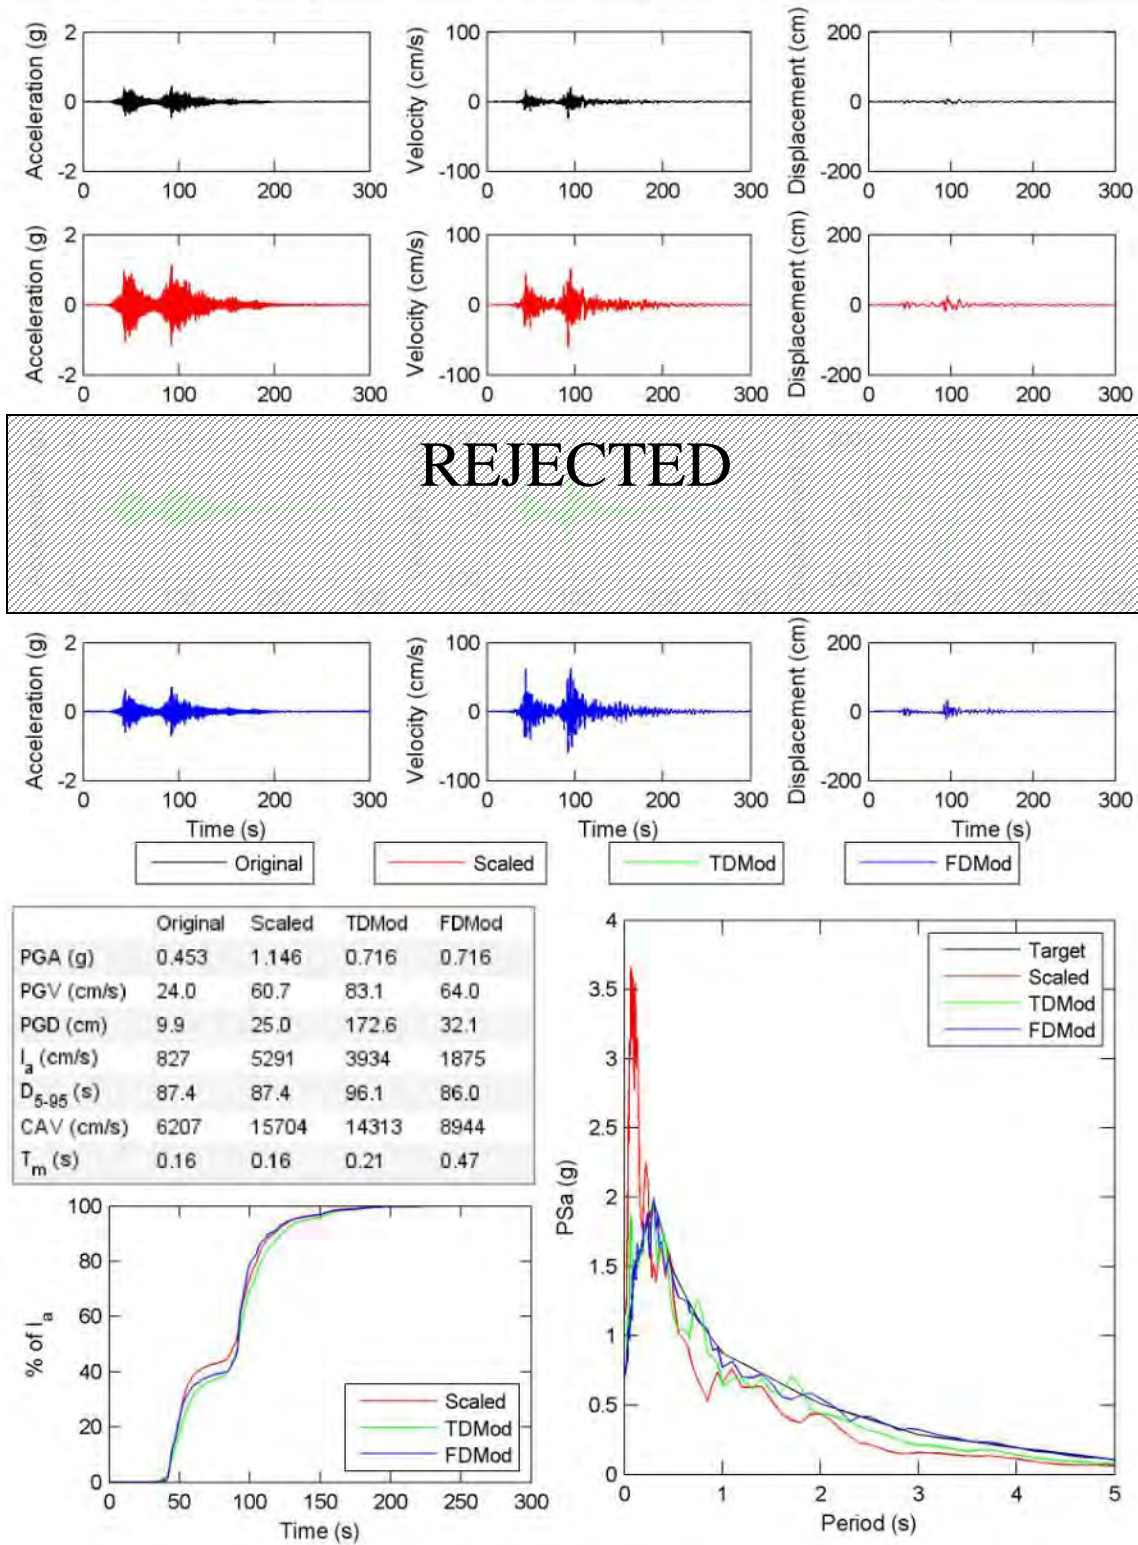 2 100 200
Acceleration (g) 0 Velocity (cm/s) 0 Displacement (cm) 0
-2 -100 -200
0 100 200 300 0 100 200 300 0 100 200 300
2 100 200
Acceleration (g) 0 Velocity (cm/s) 0 Displacement (cm) 0
-2 -100 -200
0 100 200 300 0 100 200 300 0 100 200 300
REJECTED
2 100 200
Acceleration (g) 0 Velocity (cm/s) 0 Displacement (cm) 0
-2 -100 -200
0 100 200 300 0 100 200 300 0 100 200 300
Time (s) Time (s) Time (s)
Original Scaled TDMod FDMod
Original Scaled TDMod FDMod
PGA (g) 0.453 1.146 0.716 0.716
PGV (cm/s) 24.0 60.7 83.1 64.0
PGD (cm) 9.9 25.0 172.6 32.1
Ia (cm/s) 827 5291 3934 1875
D5-95 (s) 87.4 87.4 96.1 86.0
CAV (cm/s) 6207 15704 14313 8944
Tm (s) 0.16 0.16 0.21 0.47
100
80
60
40
20
0
% of Ia
Scaled
TDMod
FDMod
0 50 100 150 200 250 300
Time (s)
4
3.5
3
2.5
2
1.5
1
0.5
0
PSa (g)
Target
Scaled
TDMod
FDMod
0 1 2 3 4 5
Period (s)